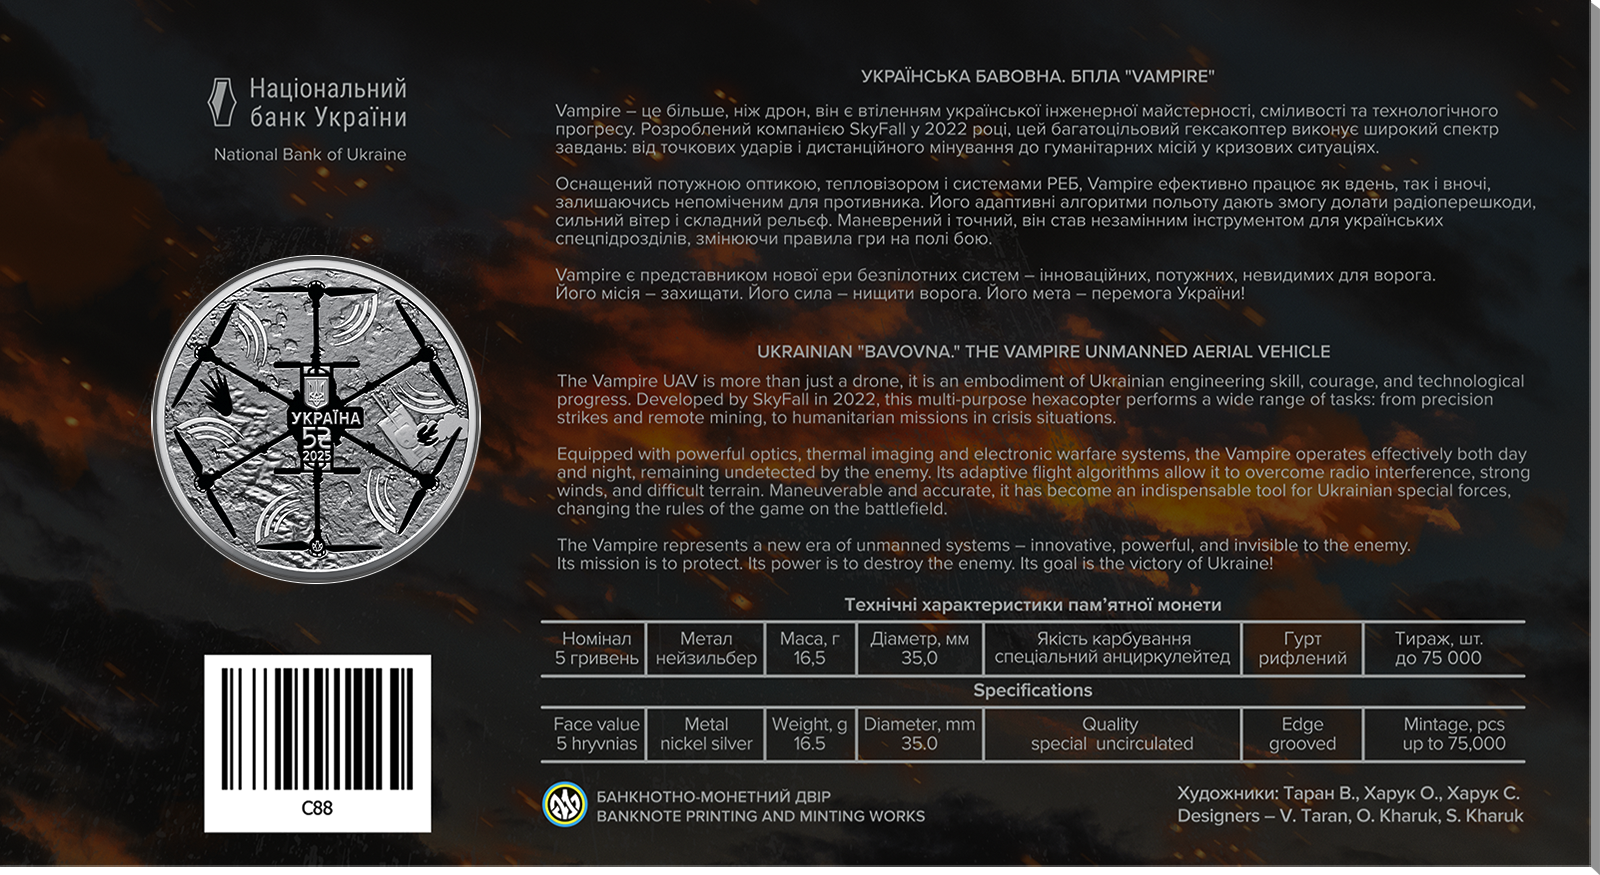 Національний
банк України
National Bank of Ukraine
УКРАЇНСЬКА БАВОВНА. БПЛА "VAMPIRE"
Vampire – це більше, ніж дрон, він є втіленням української інженерної майстерності, сміливості та технологічного
прогресу. Розроблений компанією SkyFall у 2022 році, цей багатоцільовий гексакоптер виконує широкий спектр
завдань: від точкових ударів і дистанційного мінування до гуманітарних місій у кризових ситуаціях.
Оснащений потужною оптикою, тепловізором і системами РЕБ, Vampire ефективно працює як вдень, так і вночі,
залишаючись непоміченим для противника. Його адаптивні алгоритми польоту дають змогу долати радіоперешкоди,
сильний вітер і складний рельєф. Маневрений і точний, він став незамінним інструментом для українських
спецпідрозділів, змінюючи правила гри на полі бою.
Vampire є представником нової ери безпілотних систем – інноваційних, потужних, невидимих для ворога.
Його місія – захищати. Його сила – нищити ворога. Його мета – перемога України!
УКРАЇНА
52
2025
UKRAINIAN "BAVOVNA." THE VAMPIRE UNMANNED AERIAL VEHICLE
The Vampire UAV is more than just a drone, it is an embodiment of Ukrainian engineering skill, courage, and technological
progress. Developed by SkyFall in 2022, this multi-purpose hexacopter performs a wide range of tasks: from precision
strikes and remote mining, to humanitarian missions in crisis situations.
Equipped with powerful optics, thermal imaging and electronic warfare systems, the Vampire operates effectively both day
and night, remaining undetected by the enemy. Its adaptive flight algorithms allow it to overcome radio interference, strong
winds, and difficult terrain. Maneuverable and accurate, it has become an indispensable tool for Ukrainian special forces,
changing the rules of the game on the battlefield.
The Vampire represents a new era of unmanned systems – innovative, powerful, and invisible to the enemy.
Its mission is to protect. Its power is to destroy the enemy. Its goal is the victory of Ukraine!
Технічні характеристики пам'ятної монети
Номінал Метал Маса, г Діаметр, мм Якість карбування Гурт Тираж, шт.
5 гривень нейзильбер 16,5 35,0 спеціальний анциркулейтед рифлений до 75 000
Specifications
Face value Metal Weight, g Diameter, mm Quality Edge Mintage, pcs
5 hryvnias nickel silver 16.5 35.0 special uncirculated grooved up to 75,000
C88
БАНКНОТНО-МОНЕТНИЙ ДВІР
BANKNOTE PRINTING AND MINTING WORKS
Художники: Таран В., Харук О., Харук С.
Designers – V. Taran, O. Kharuk, S. Kharuk